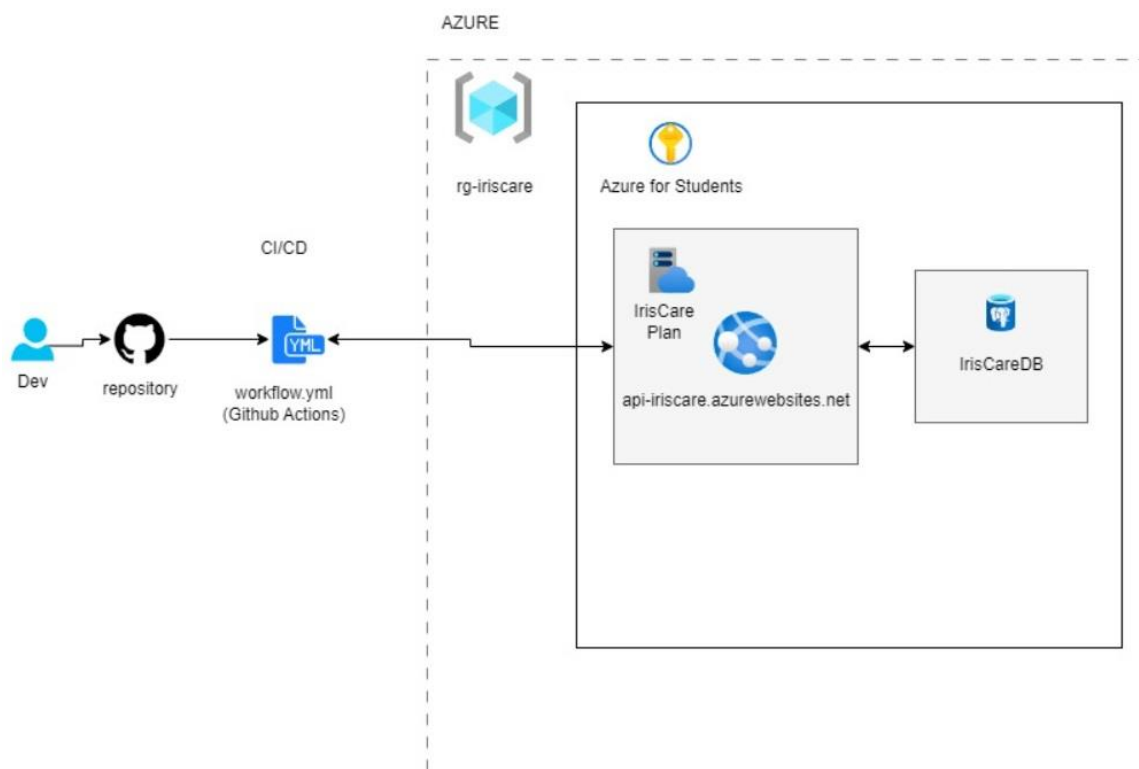 AZURE
rg-iriscare
Azure for Students
CI/CD
IrisCare
Plan
IrisCareDB
Dev
repository
YML
workflow.yml
(Github Actions)
api-iriscare.azurewebsites.net